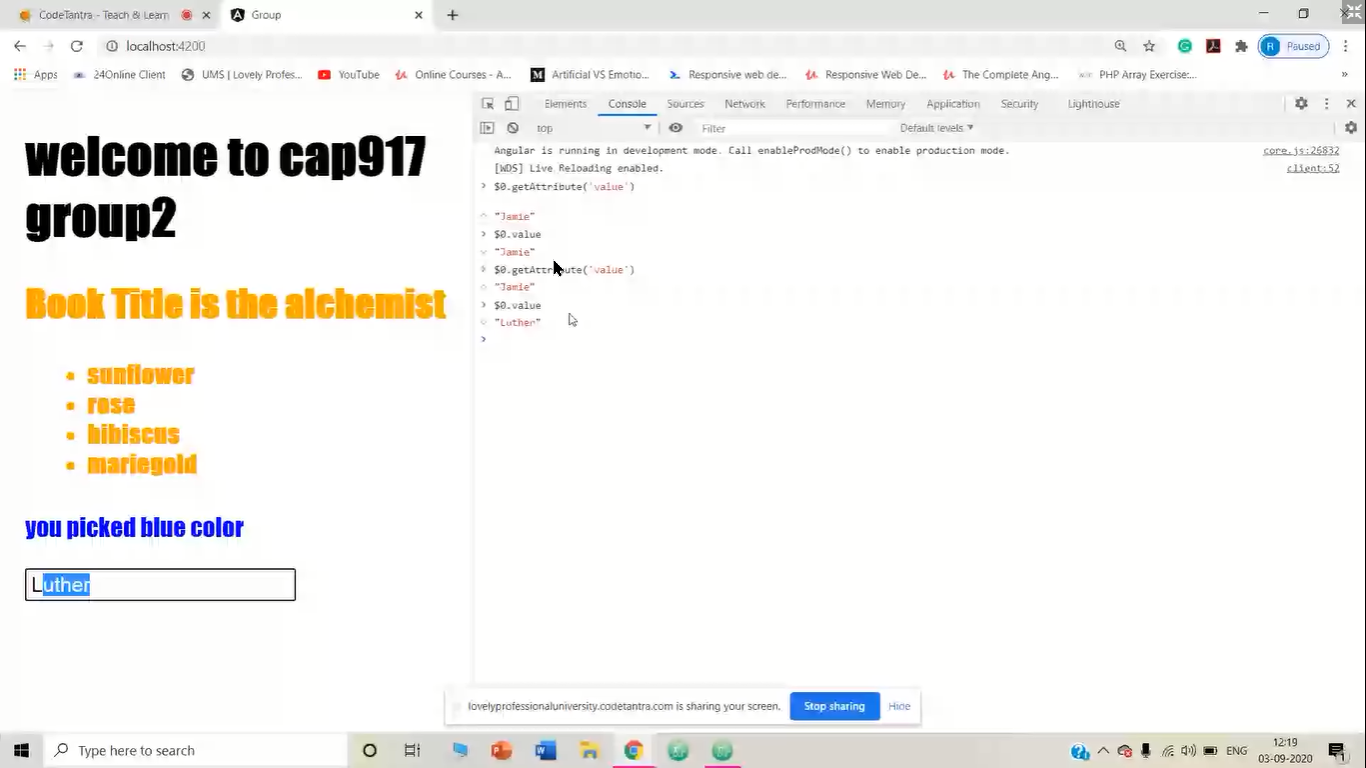 CodeTantra - Teach & Learn
Group
localhost:4200
Paused
Apps 24Online Client UMS | Lovely Profes... YouTube Online Courses - A... Artificial VS Emotio... Responsive web de... Responsive Web De... The Complete Ang... PHP Array Exercise:...
Elements Console Sources Network Performance Memory Application Security Lighthouse
top Filter Default levels
Angular is running in development mode. Call enableProdMode() to enable production mode. core.js:26832
[WDS] Live Reloading enabled. client:52
$0.getAttribute('value')
"Jamie"
$0.value
"Jamie"
$0.getAttribute('value')
"Jamie"
$0.value
"Luther"
welcome to cap917
group2
Book Title is the alchemist
sunflower
rose
hibiscus
mariegold
you picked blue color
Luther
lovelyprofessionaluniversity.codetantra.com is sharing your screen. Stop sharing Hide
Type here to search
ENG
12:19
03-09-2020